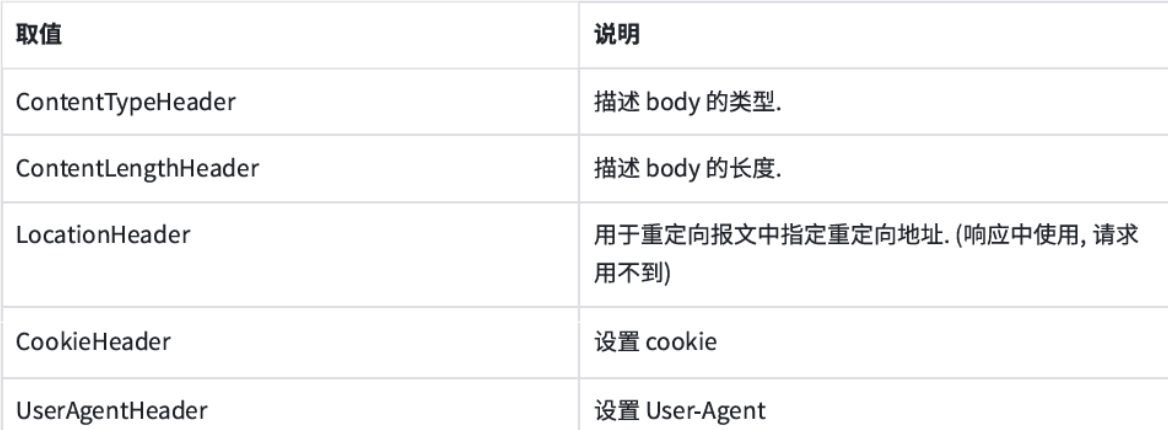 取值 说明
ContentTypeHeader 描述 body 的类型.
ContentLengthHeader 描述 body 的长度.
LocationHeader 用于重定向报文中指定重定向地址. (响应中使用, 请求
用不到)
CookieHeader 设置 cookie
UserAgentHeader 设置 User-Agent